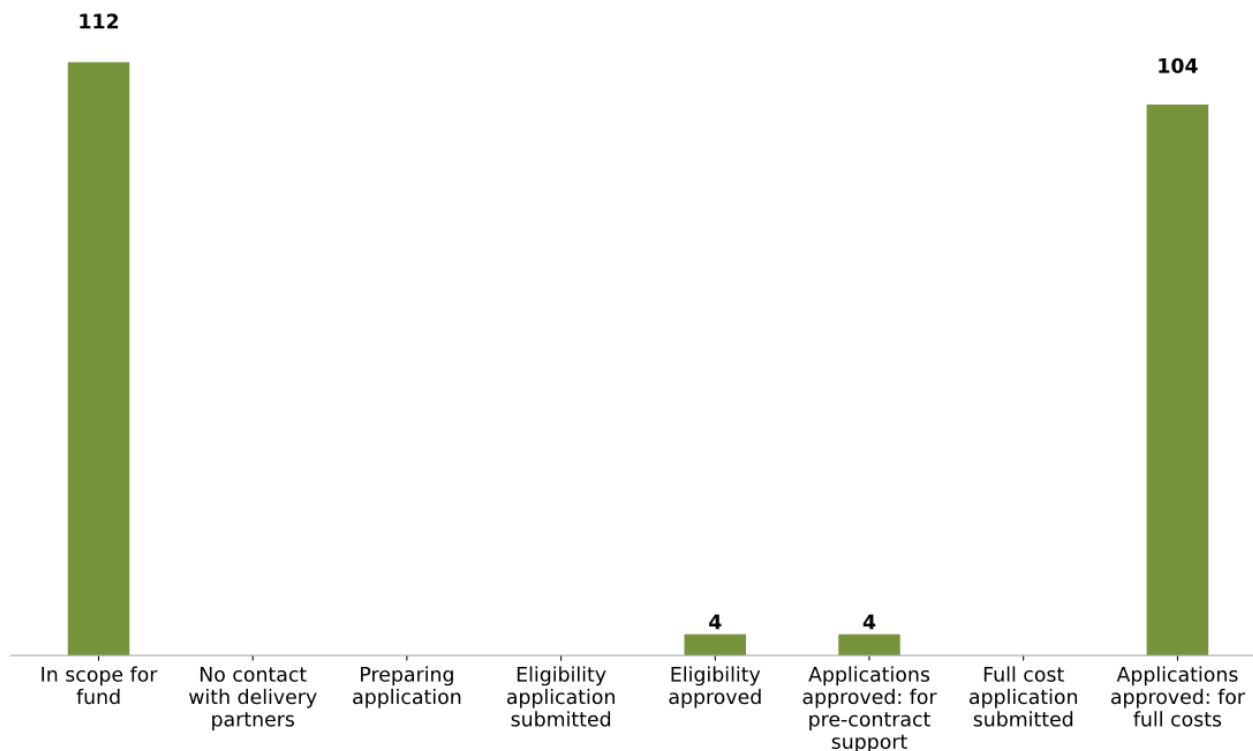 112
104
4
4
In scope for
fund
No contact
with delivery
partners
Preparing
application
Eligibility
application
submitted
Eligibility
approved
Applications
approved: for
pre-contract
support
Full cost
application
submitted
Applications
approved: for
full costs